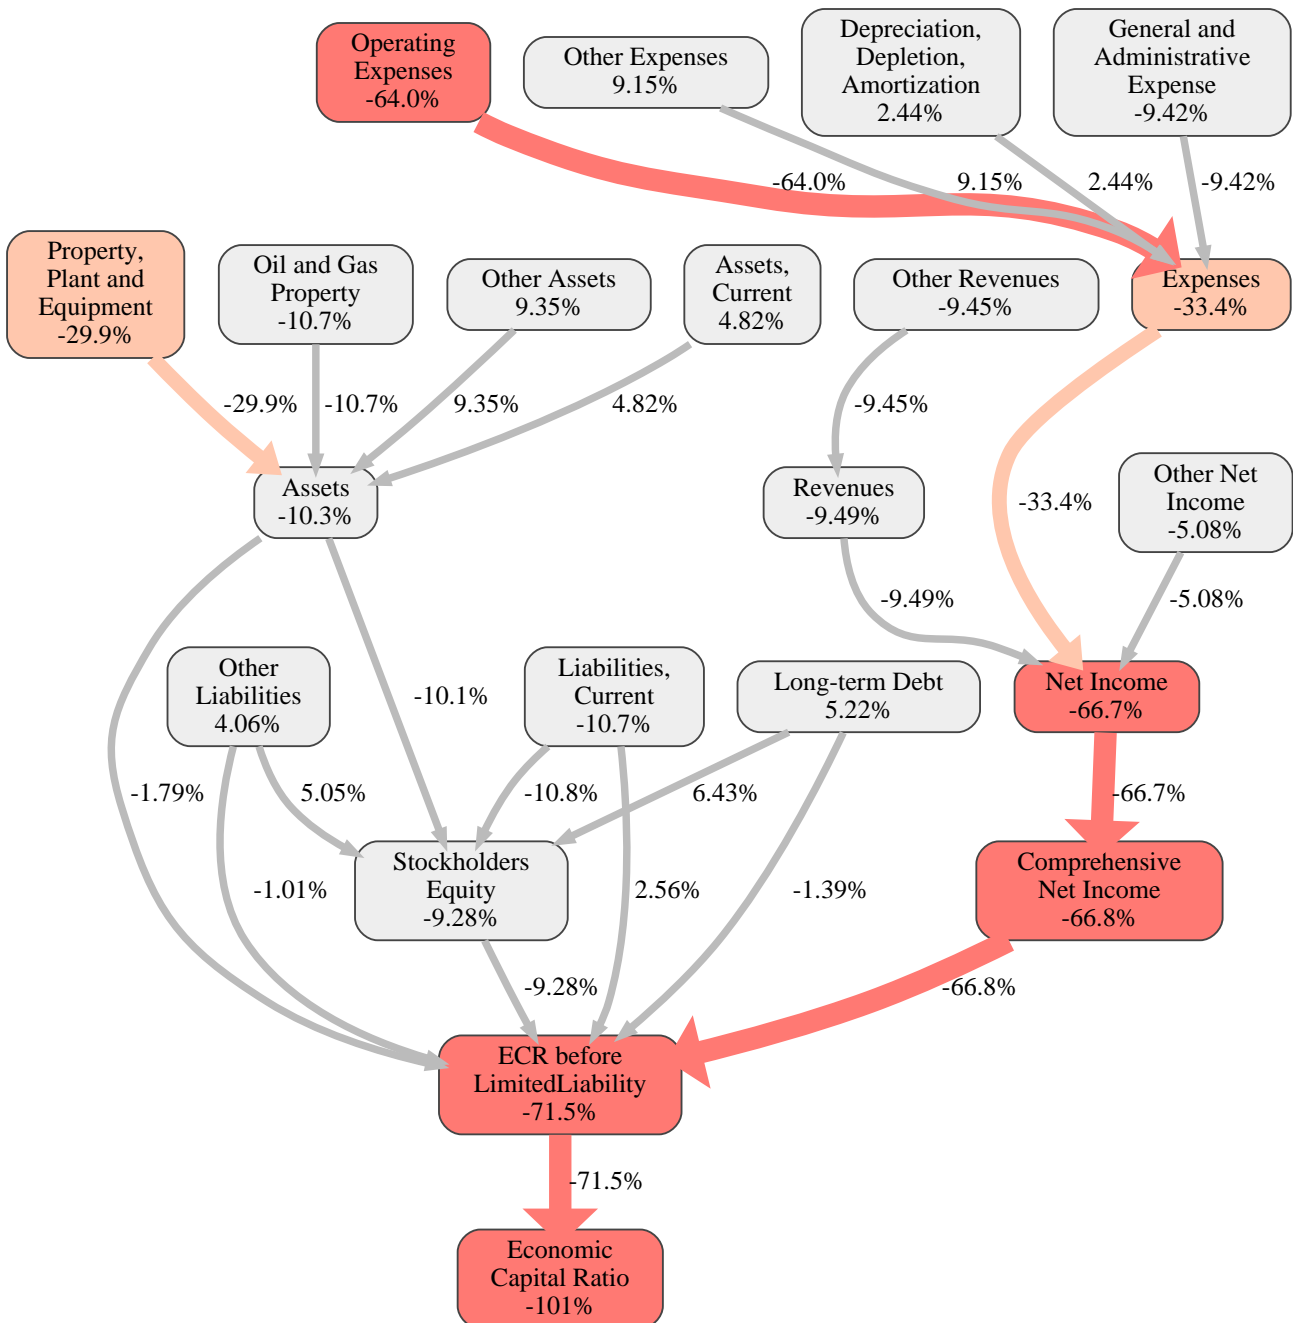 Operating
Expenses
-64.0%
Other Expenses
9.15%
Depreciation,
Depletion,
Amortization
2.44%
General and
Administrative
Expense
-9.42%
-64.0%
9.15%
2.44%
-9.42%
Property,
Plant and
Equipment
-29.9%
Oil and Gas
Property
-10.7%
Other Assets
9.35%
Assets,
Current
4.82%
Other Revenues
-9.45%
Expenses
-33.4%
-29.9%
-10.7%
9.35%
4.82%
-9.45%
-33.4%
Assets
-10.3%
Revenues
-9.49%
Other Net
Income
-5.08%
-9.49%
-5.08%
Other
Liabilities
4.06%
-10.1%
Liabilities,
Current
-10.7%
Long-term Debt
5.22%
Net Income
-66.7%
-1.79%
5.05%
-10.8%
6.43%
-66.7%
-1.01%
Stockholders
Equity
-9.28%
2.56%
-1.39%
Comprehensive
Net Income
-66.8%
-9.28%
-66.8%
ECR before
LimitedLiability
-71.5%
-71.5%
Economic
Capital Ratio
-101%